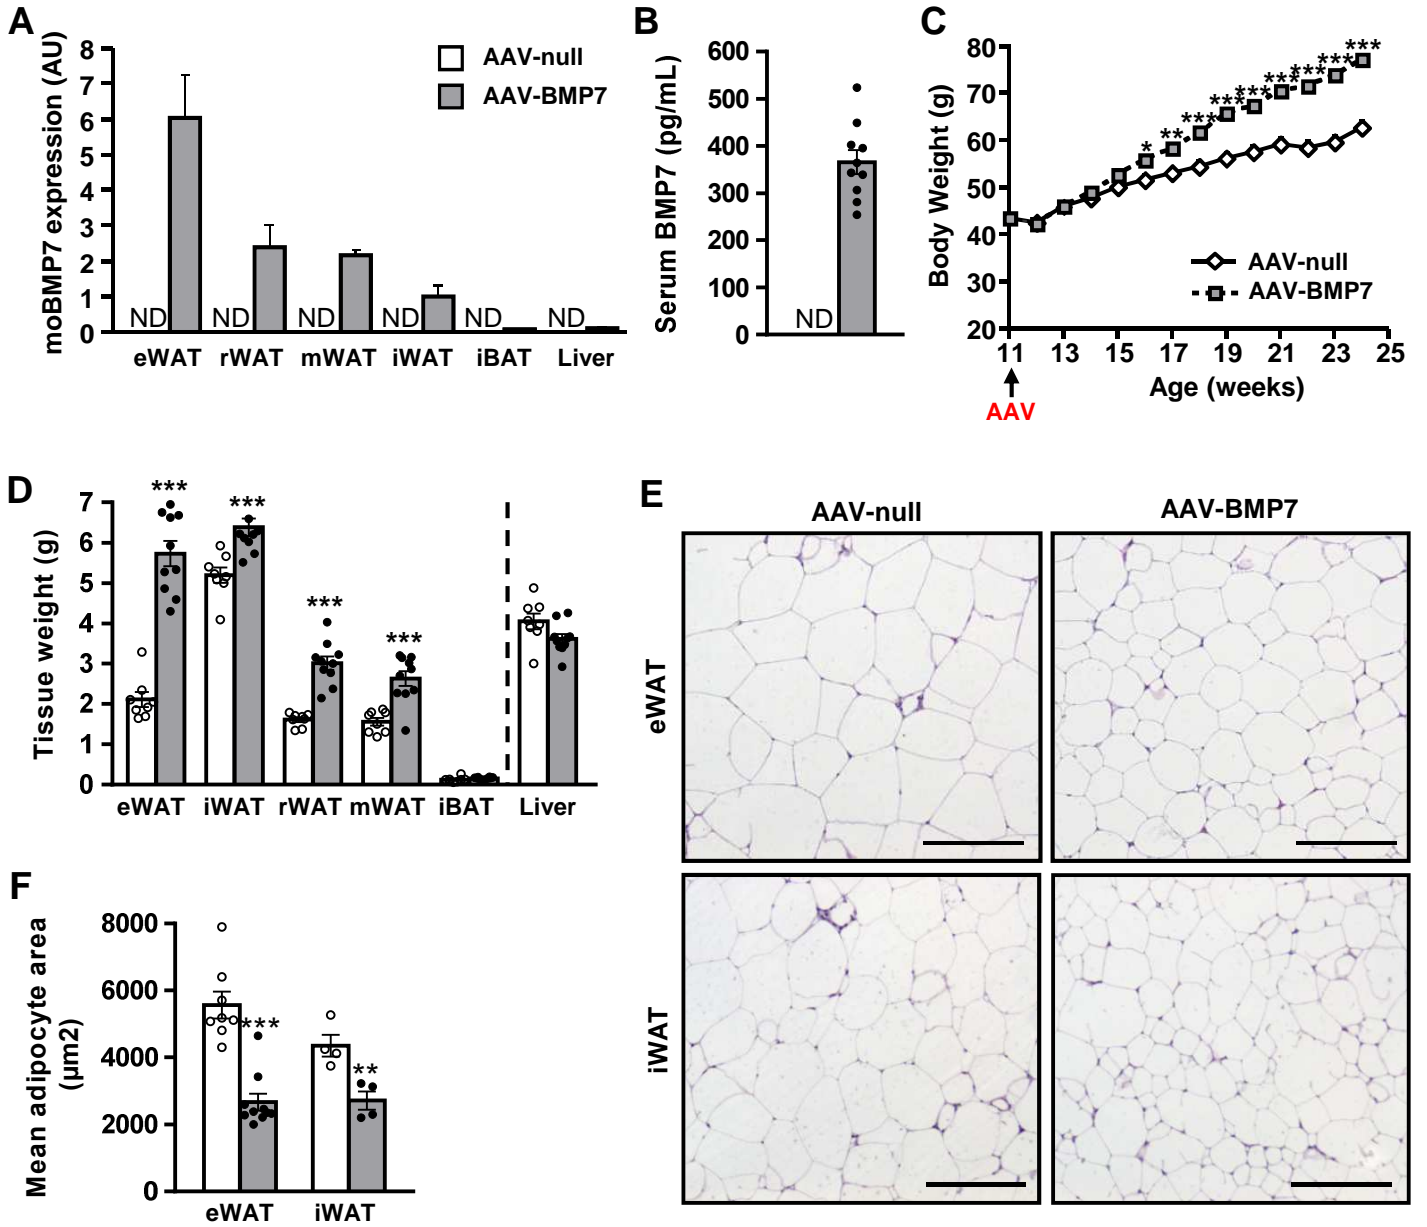 A
moBMP7 expression (AU)
8
7
6
5
4
3
2
1
0
AAV-null
AAV-BMP7
ND ND ND ND ND ND
eWAT rWAT mWAT iWAT iBAT Liver
B
Serum BMP7 (pg/mL)
600
500
400
300
200
100
0
ND
C
Body Weight (g)
80
70
60
50
40
30
20
* ** *** *** *** *** *** *** ***
AAV-null
AAV-BMP7
11 13 15 17 19 21 23 25
Age (weeks)
AAV
D
Tissue weight (g)
7
6
5
4
3
2
1
0
*** *** *** ***
eWAT iWAT rWAT mWAT iBAT Liver
E
AAV-null AAV-BMP7
eWAT
iWAT
F
Mean adipocyte area
(µm2)
8000
6000
4000
2000
0
*** **
eWAT iWAT